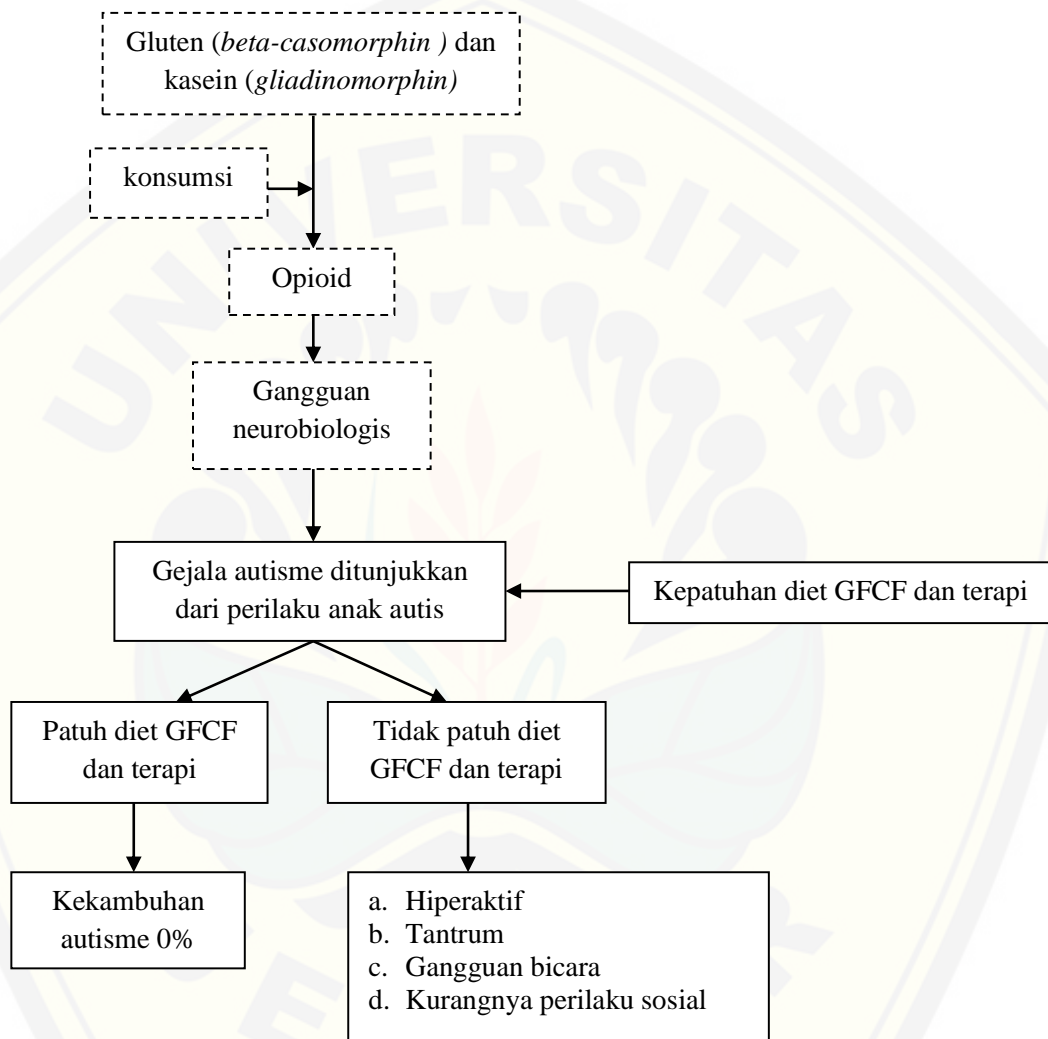 Gluten (beta-casomorphin ) dan
kasein (gliadinomorphin)
konsumsi
Opioid
Gangguan
neurobiologis
Gejala autisme ditunjukkan
dari perilaku anak autis
Kepatuhan diet GFCF dan terapi
Patuh diet GFCF
dan terapi
Tidak patuh diet
GFCF dan terapi
Kekambuhan
autisme 0%
a. Hiperaktif
b. Tantrum
c. Gangguan bicara
d. Kurangnya perilaku sosial
UNIVERSITAS